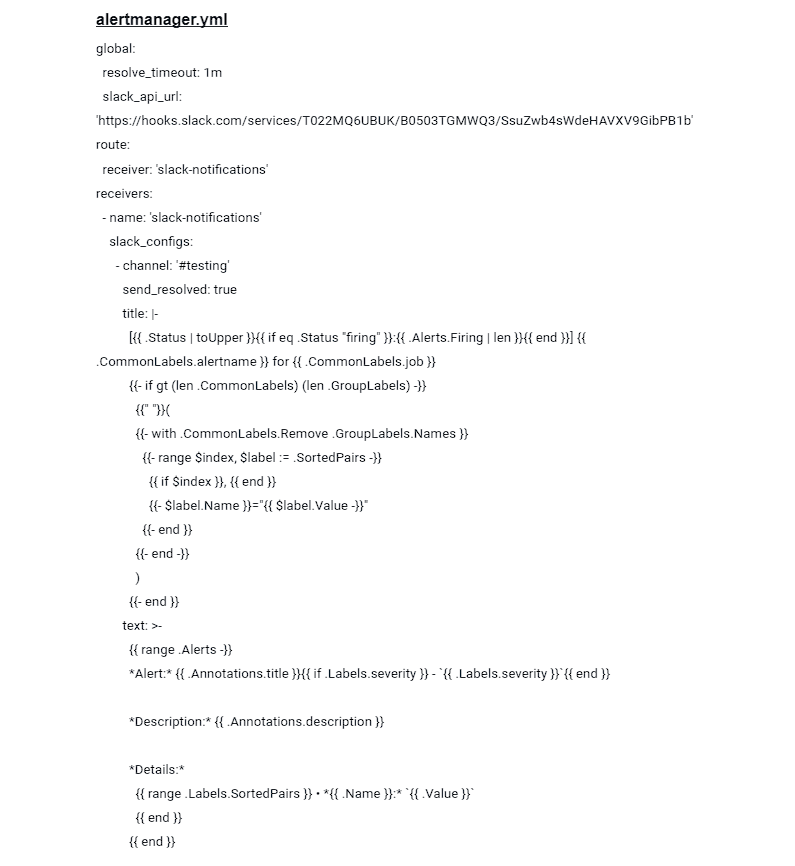 alertmanager.yml
global:
resolve_timeout: 1m
slack_api_url:
'https://hooks.slack.com/services/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'
route:
receiver: 'slack-notifications'
receivers:
- name: 'slack-notifications'
slack_configs:
- channel: '#testing'
send_resolved: true
title: |-
[{{ .Status | toUpper }}{{ if eq .Status "firing" }}:{{ .Alerts.Firing | len }}{{ end }}] {{
.CommonLabels.alertname }} for {{ .CommonLabels.job }}
{{- if gt (len .CommonLabels) (len .GroupLabels) -}}
{{" "}}(
{{- with .CommonLabels.Remove .GroupLabels.Names }}
{{- range $index, $label := .SortedPairs -}}
{{ if $index }}, {{ end }}
{{- $label.Name }}="{{ $label.Value -}}"
{{- end }}
{{- end -}}
)
{{- end }}
text: >-
{{ range .Alerts -}}
*Alert:* {{ .Annotations.title }}{{ if .Labels.severity }} - `{{ .Labels.severity }}`{{ end }}
*Description:* {{ .Annotations.description }}
*Details:*
{{ range .Labels.SortedPairs }} • *{{ .Name }}:* `{{ .Value }}`
{{ end }}
{{ end }}